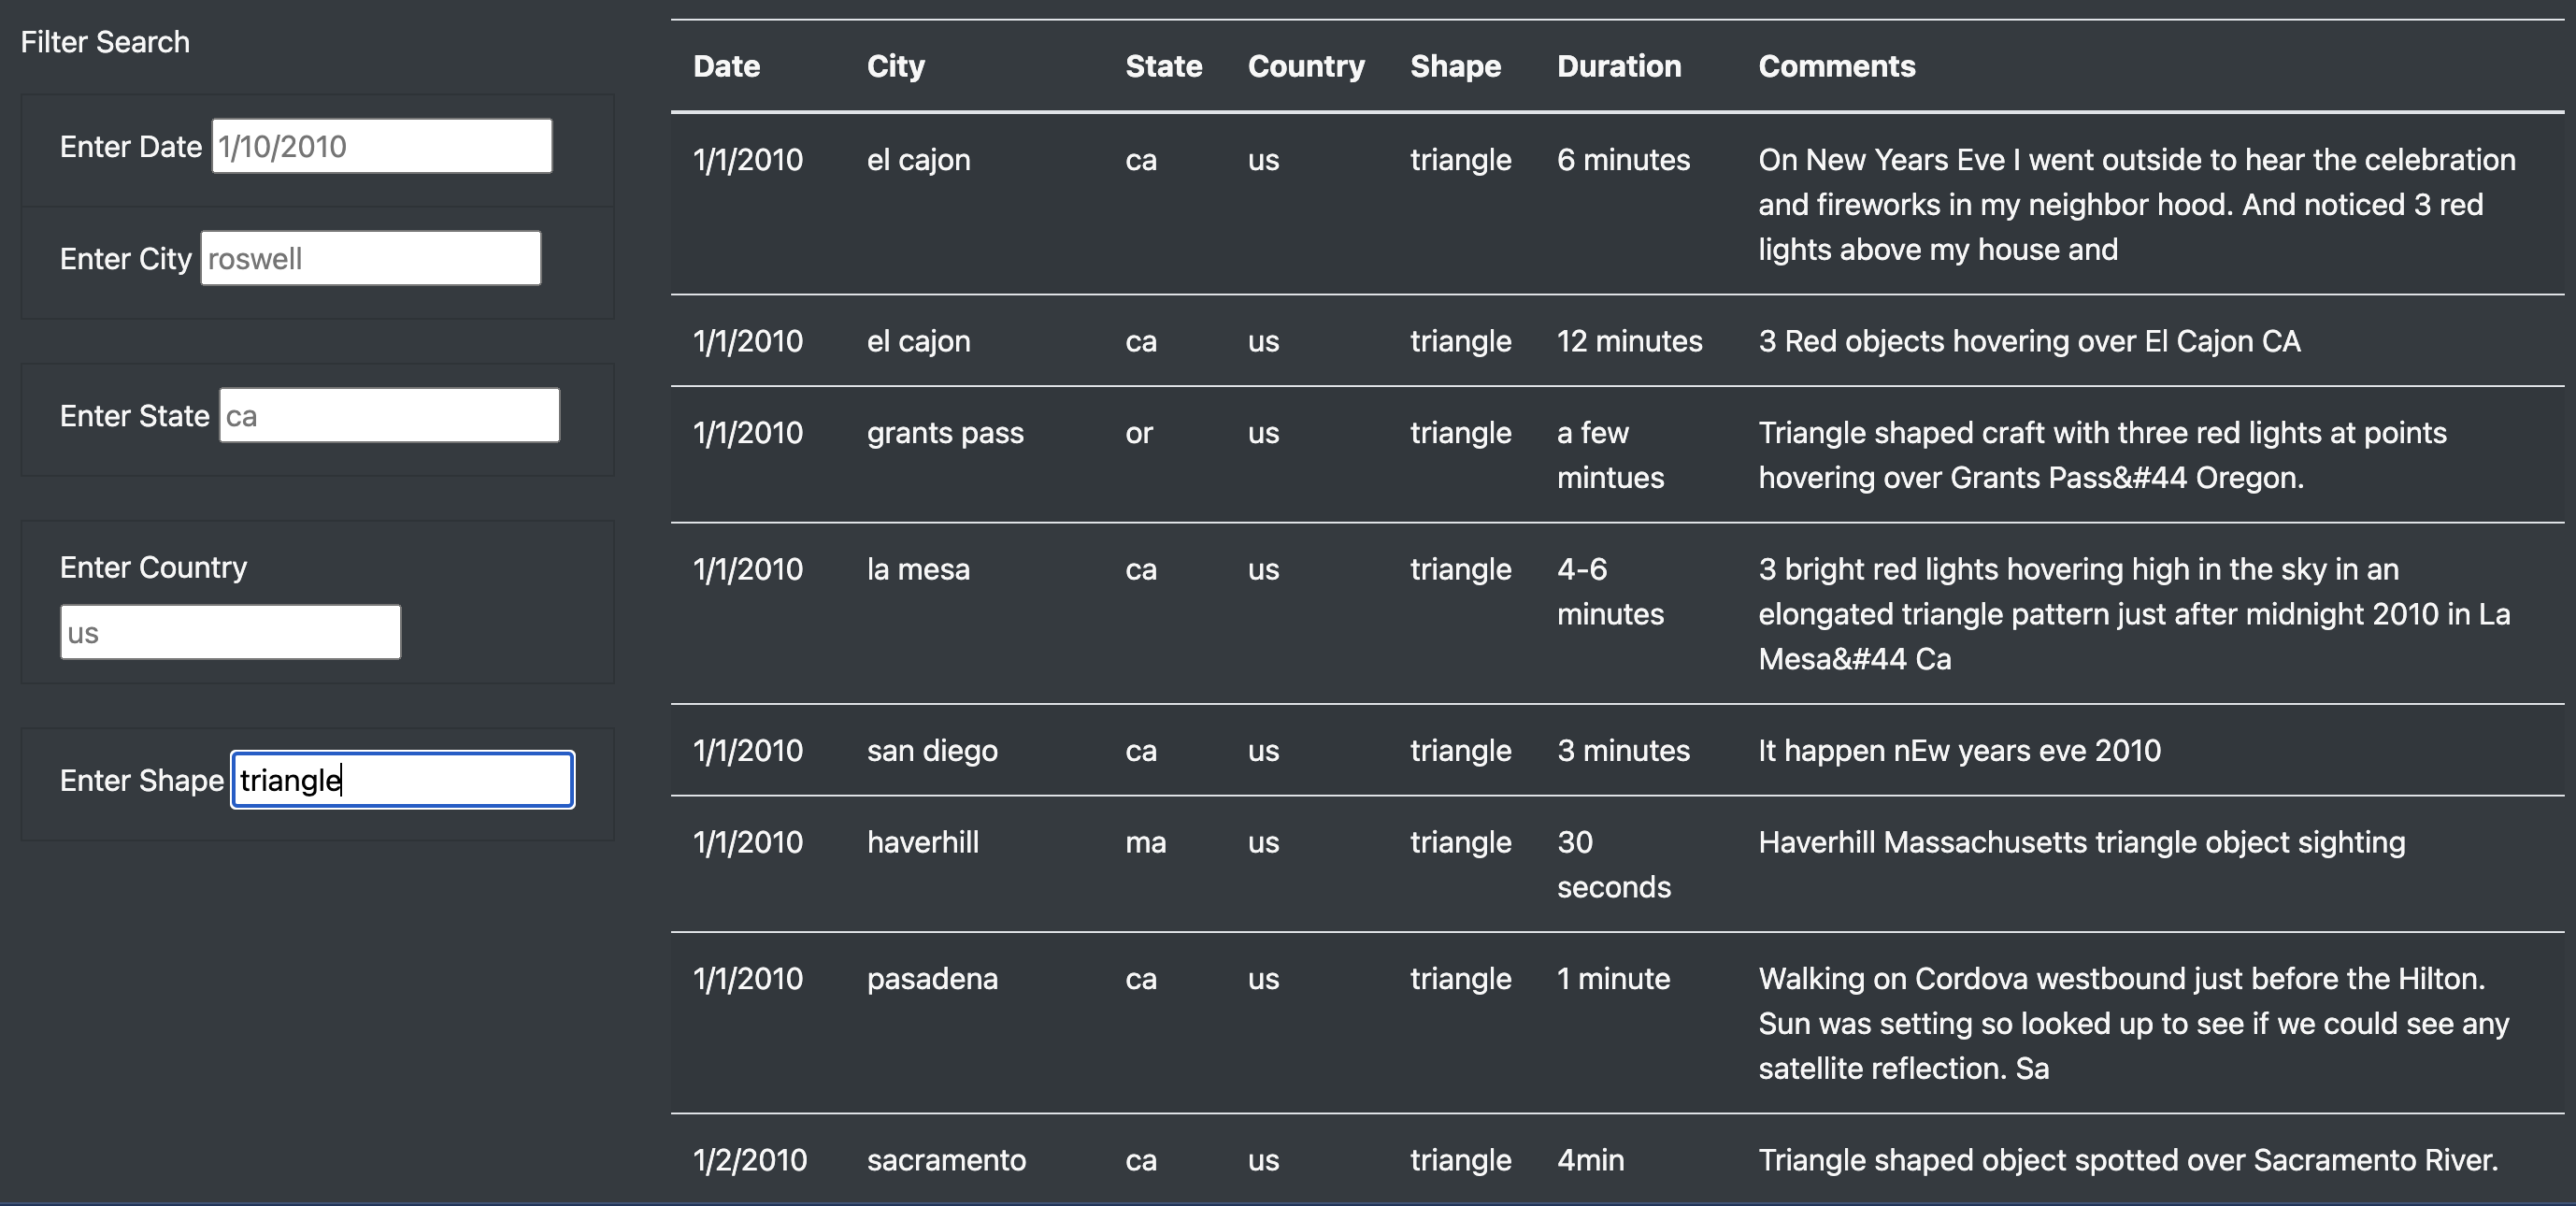 Filter Search
Enter Date 1/10/2010
Enter City roswell
Enter State ca
Enter Country
us
Enter Shape triangle
Date City State Country Shape Duration Comments
1/1/2010 el cajon ca us triangle 6 minutes On New Years Eve I went outside to hear the celebration
and fireworks in my neighbor hood. And noticed 3 red
lights above my house and
1/1/2010 el cajon ca us triangle 12 minutes 3 Red objects hovering over El Cajon CA
1/1/2010 grants pass or us triangle a few Triangle shaped craft with three red lights at points
mintues hovering over Grants Pass&#44 Oregon.
1/1/2010 la mesa ca us triangle 4-6 3 bright red lights hovering high in the sky in an
minutes elongated triangle pattern just after midnight 2010 in La
Mesa&#44 Ca
1/1/2010 san diego ca us triangle 3 minutes It happen nEw years eve 2010
1/1/2010 haverhill ma us triangle 30 Haverhill Massachusetts triangle object sighting
seconds
1/1/2010 pasadena ca us triangle 1 minute Walking on Cordova westbound just before the Hilton.
Sun was setting so looked up to see if we could see any
satellite reflection. Sa
1/2/2010 sacramento ca us triangle 4min Triangle shaped object spotted over Sacramento River.